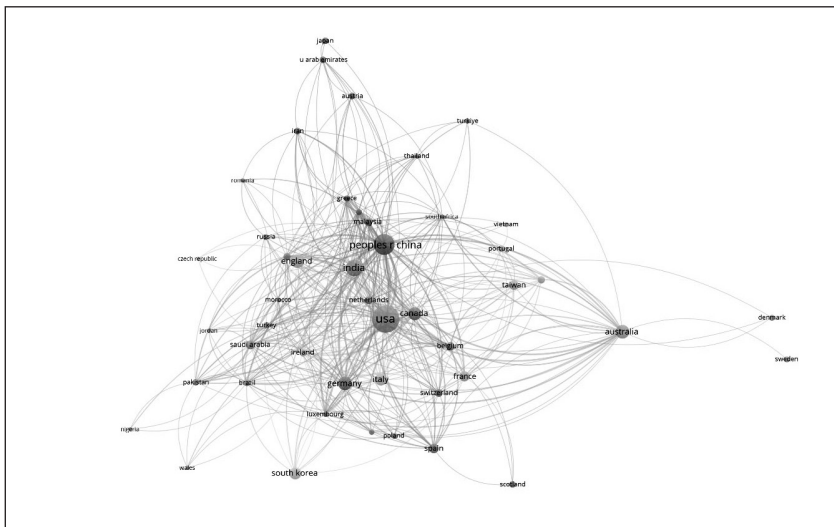 japan
u arab emirates
austria
turkiye
iran
thailand
romania
greece
south africa
malaysia
vietnam
russia
peoples r china
portugal
czech republic
england
india
taiwan
morocco
netherlands
usa
canada
denmark
turkey
jordan
australia
saudi arabia
ireland
belgium
sweden
pakistan
brazil
germany
italy
france
switzerland
luxembourg
nigeria
poland
spain
wales
south korea
scotland